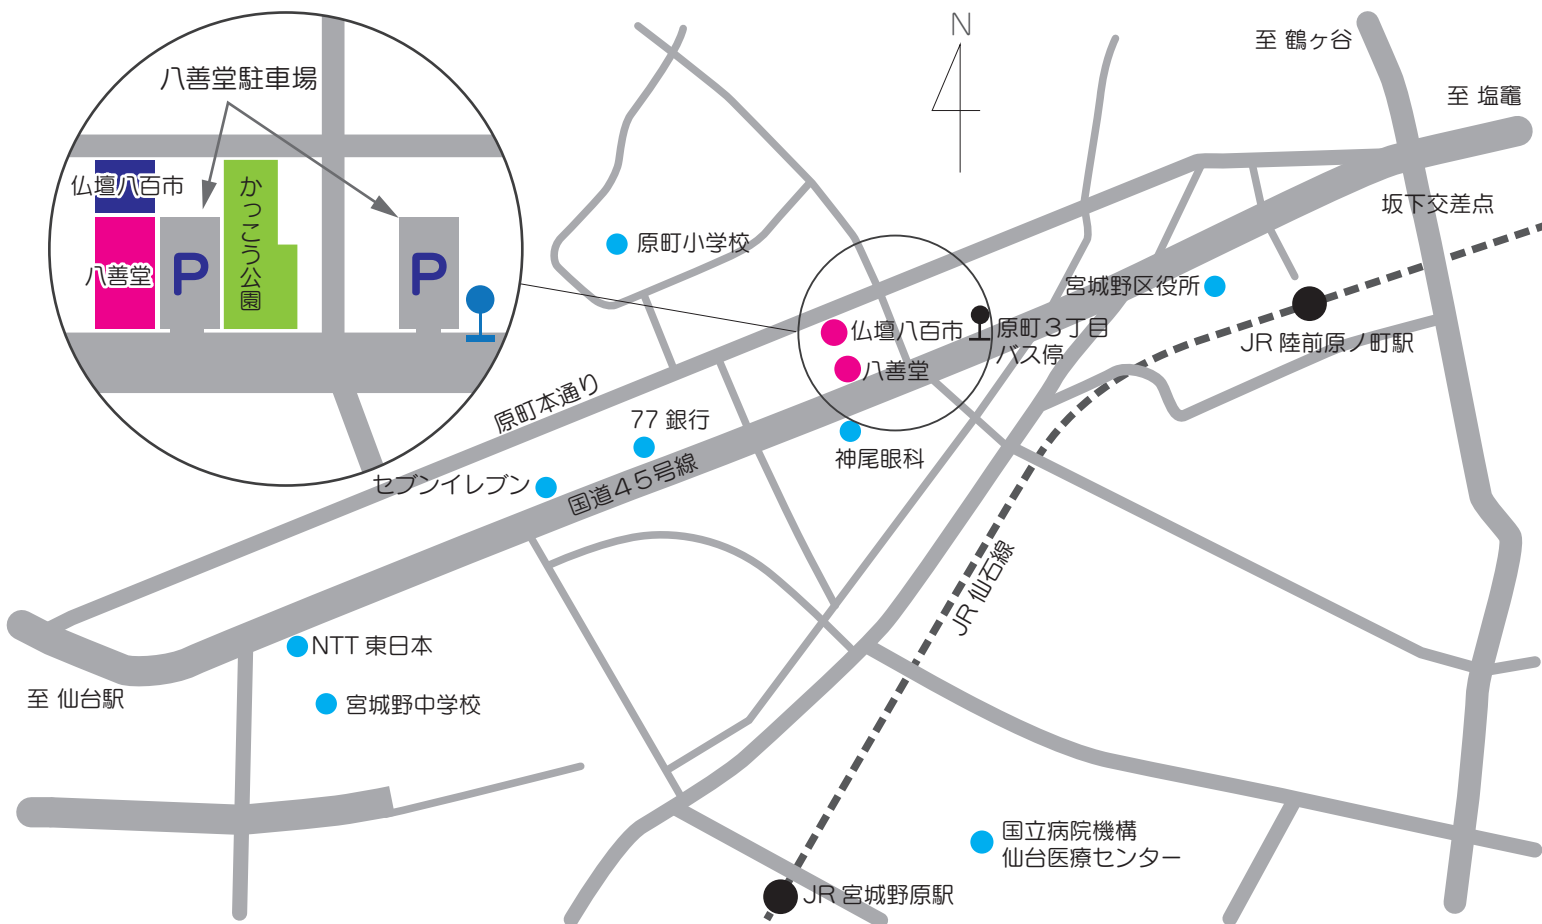 八善堂駐車場
仏壇八百市
八善堂
P
かっこう公園
P
N
至 鶴ヶ谷
至 塩竈
坂下交差点
原町小学校
宮城野区役所
仏壇八百市
原町３丁目
バス停
JR 陸前原ノ町駅
八善堂
原町本通り
77 銀行
神尾眼科
セブンイレブン
国道４５号線
JR 仙石線
NTT 東日本
至 仙台駅
宮城野中学校
国立病院機構
仙台医療センター
JR 宮城野原駅